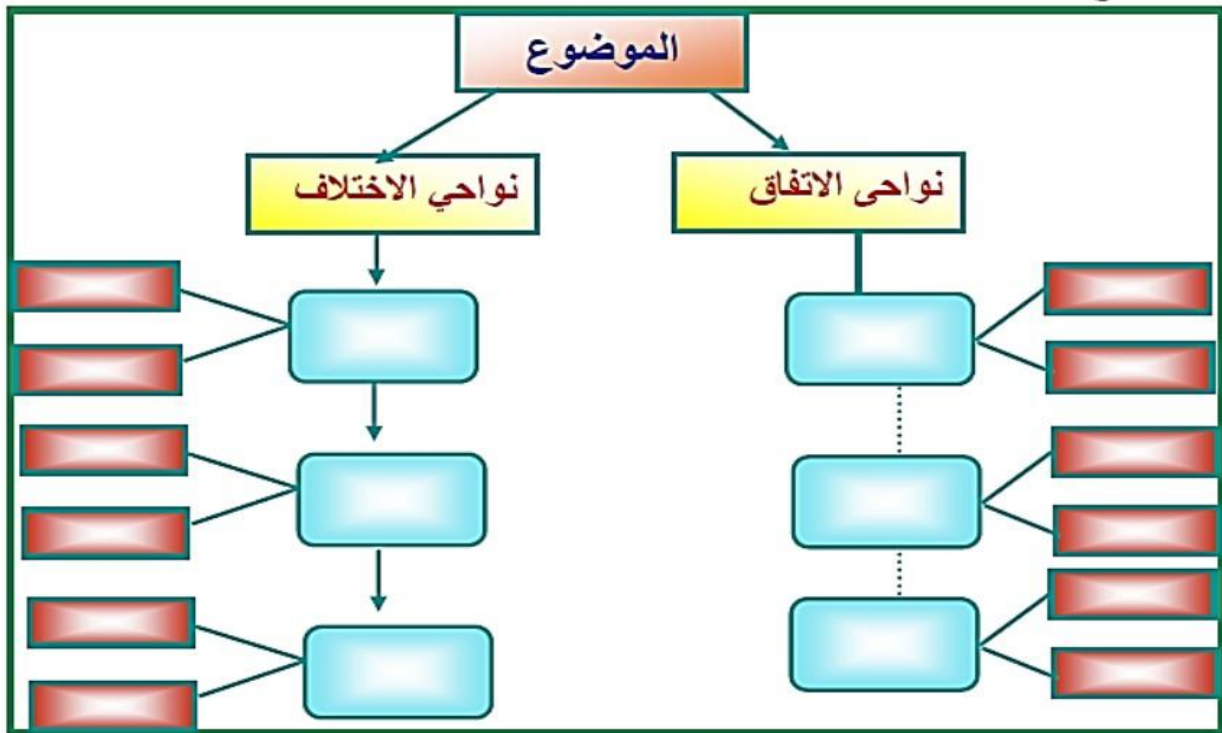 الموضوع
نواحى الاتفاق
نواحي الاختلاف